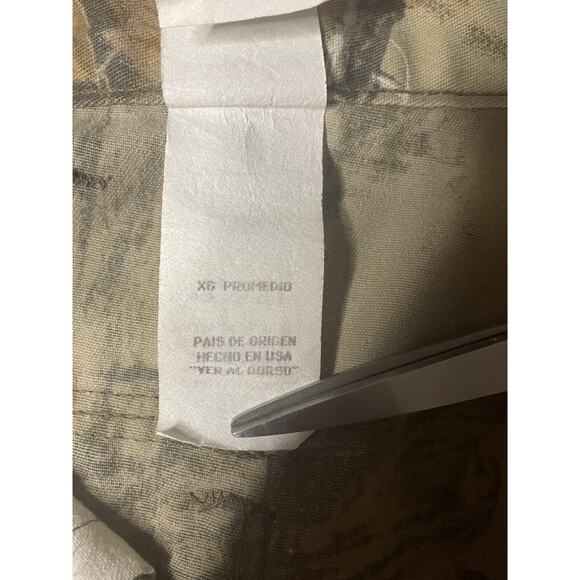 XG PROMEDIO
PAIS DE ORIGEN
HECHO EN USA
"VER AL DORSO"